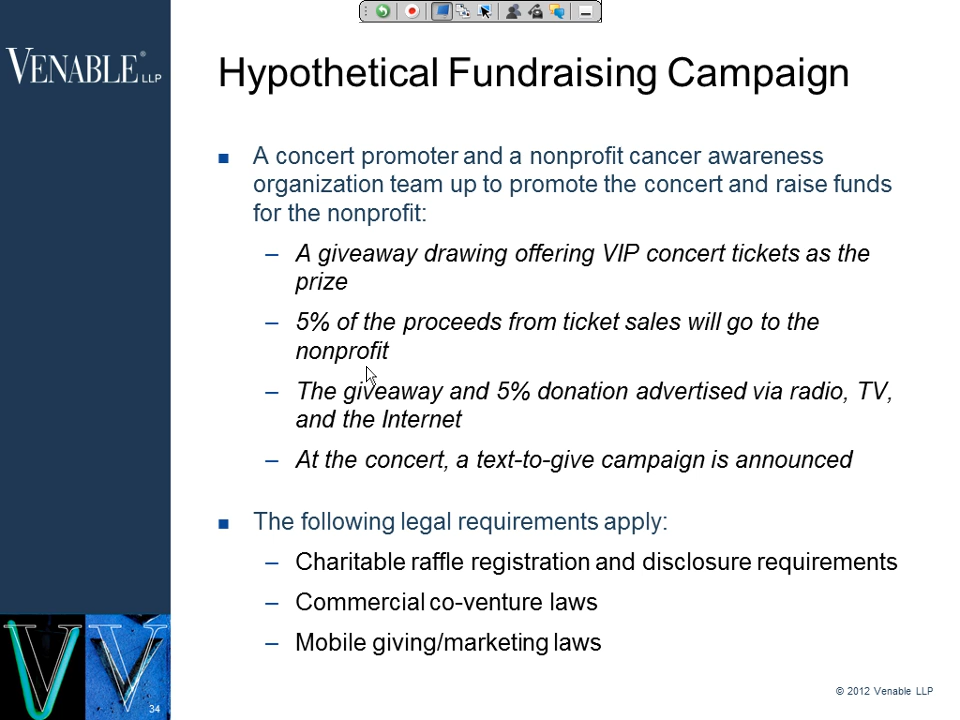 VENABLE® LLP
Hypothetical Fundraising Campaign
■ A concert promoter and a nonprofit cancer awareness
organization team up to promote the concert and raise funds
for the nonprofit:
– A giveaway drawing offering VIP concert tickets as the
prize
– 5% of the proceeds from ticket sales will go to the
nonprofit
– The giveaway and 5% donation advertised via radio, TV,
and the Internet
– At the concert, a text-to-give campaign is announced
■ The following legal requirements apply:
– Charitable raffle registration and disclosure requirements
– Commercial co-venture laws
– Mobile giving/marketing laws
V V
34
© 2012 Venable LLP